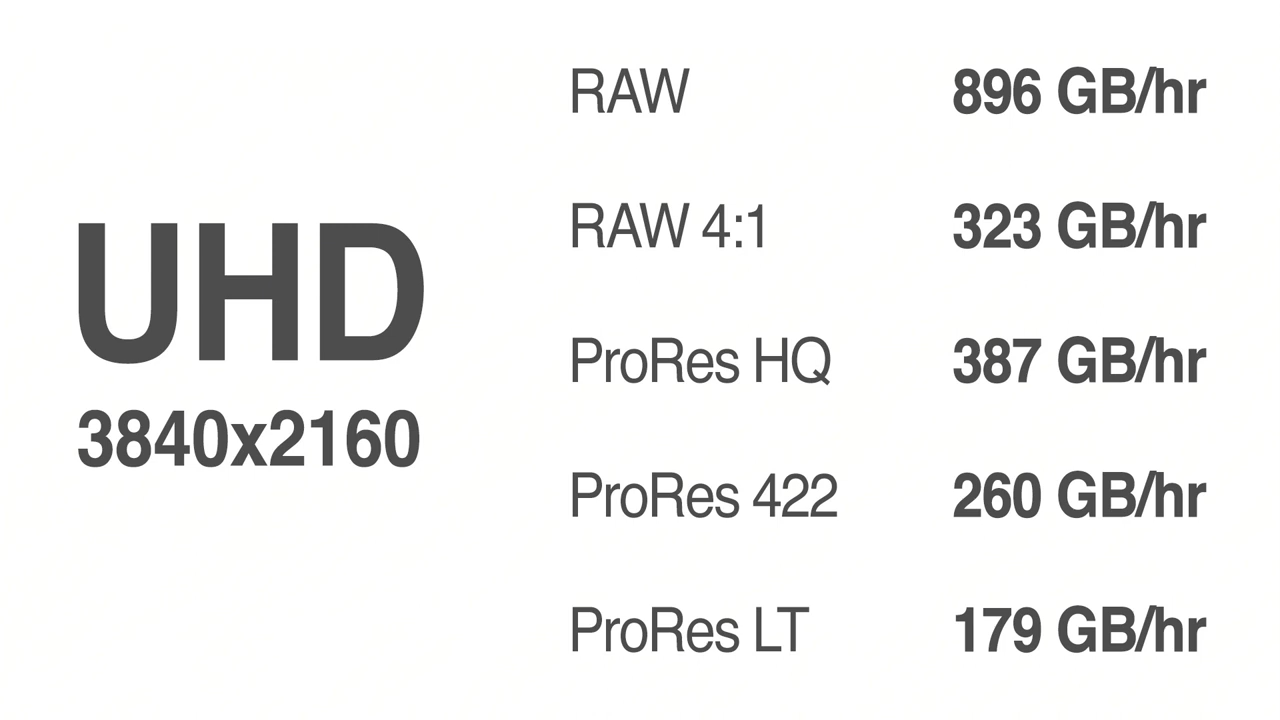 UHD
3840x2160
RAW 896 GB/hr
RAW 4:1 323 GB/hr
ProRes HQ 387 GB/hr
ProRes 422 260 GB/hr
ProRes LT 179 GB/hr